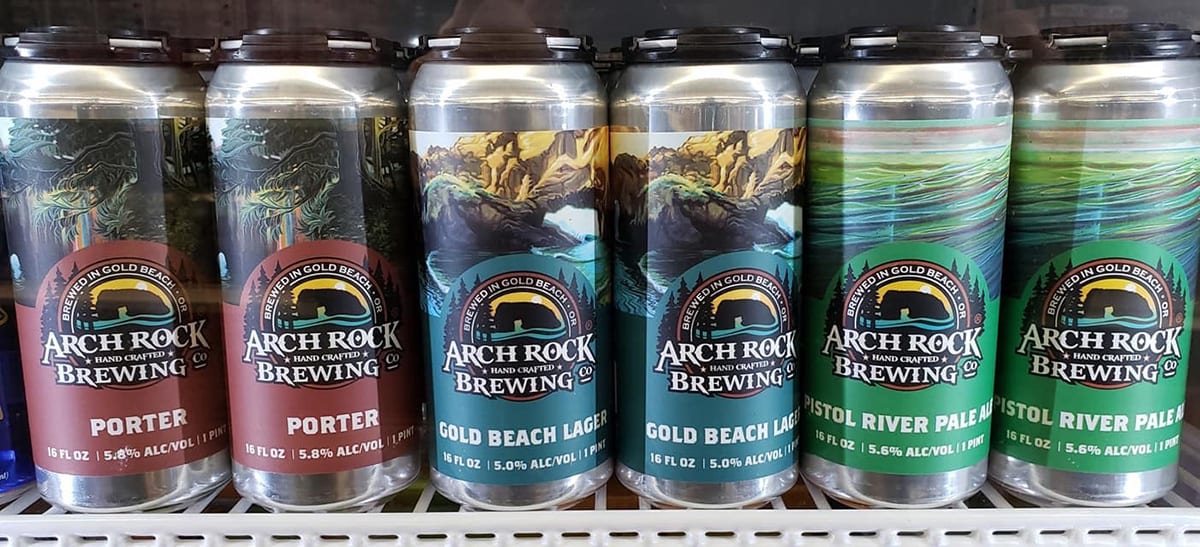 BREWED IN GOLD BEACH, OR
ARCH ROCK
HAND CRAFTED
BREWING CO
PORTER
16 FL OZ | 5.8% ALC/VOL | 1 PINT
BREWED IN GOLD BEACH, OR
ARCH ROCK
HAND CRAFTED
BREWING CO
PORTER
16 FL OZ | 5.8% ALC/VOL | 1 PINT
BREWED IN GOLD BEACH, OR
ARCH ROCK
HAND CRAFTED
BREWING CO
GOLD BEACH LAGER
16 FL OZ | 5.0% ALC/VOL | 1 PINT
BREWED IN GOLD BEACH, OR
ARCH ROCK
HAND CRAFTED
BREWING CO
GOLD BEACH LAGE
16 FL OZ | 5.0% ALC/VOL | 1 P
BREWED IN GOLD BEACH, OR
ARCH ROCK
HAND CRAFTED
BREWING CO
PISTOL RIVER PALE ALE
16 FL OZ | 5.6% ALC/VOL | 1 PINT
BREWED IN GOLD BEACH, OR
ARCH ROCK
HAND CRAFTED
BREWING CO
PISTOL RIVER PALE AL
16 FL OZ | 5.6% ALC/VOL | 1 PINT